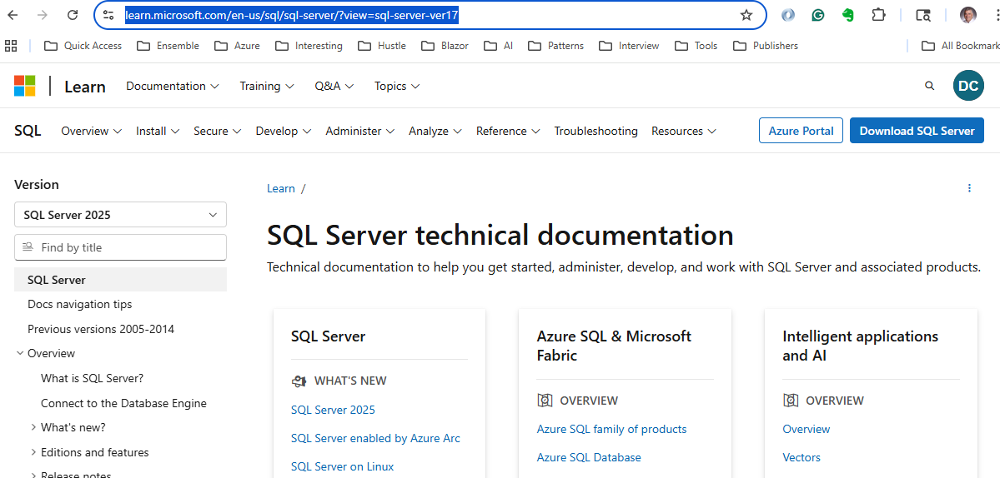 learn.microsoft.com/en-us/sql/sql-server/?view=sql-server-ver17
Quick Access Ensemble Azure Interesting Hustle Blazor AI Patterns Interview Tools Publishers All Bookmark
Learn Documentation Training Q&A Topics DC
SQL Overview Install Secure Develop Administer Analyze Reference Troubleshooting Resources Azure Portal Download SQL Server
Version
SQL Server 2025
Find by title
SQL Server
Docs navigation tips
Previous versions 2005-2014
Overview
What is SQL Server?
Connect to the Database Engine
What's new?
Editions and features
Release notes
Learn /
SQL Server technical documentation
Technical documentation to help you get started, administer, develop, and work with SQL Server and associated products.
SQL Server
WHAT'S NEW
SQL Server 2025
SQL Server enabled by Azure Arc
SQL Server on Linux
Azure SQL & Microsoft
Fabric
OVERVIEW
Azure SQL family of products
Azure SQL Database
Intelligent applications
and AI
OVERVIEW
Overview
Vectors